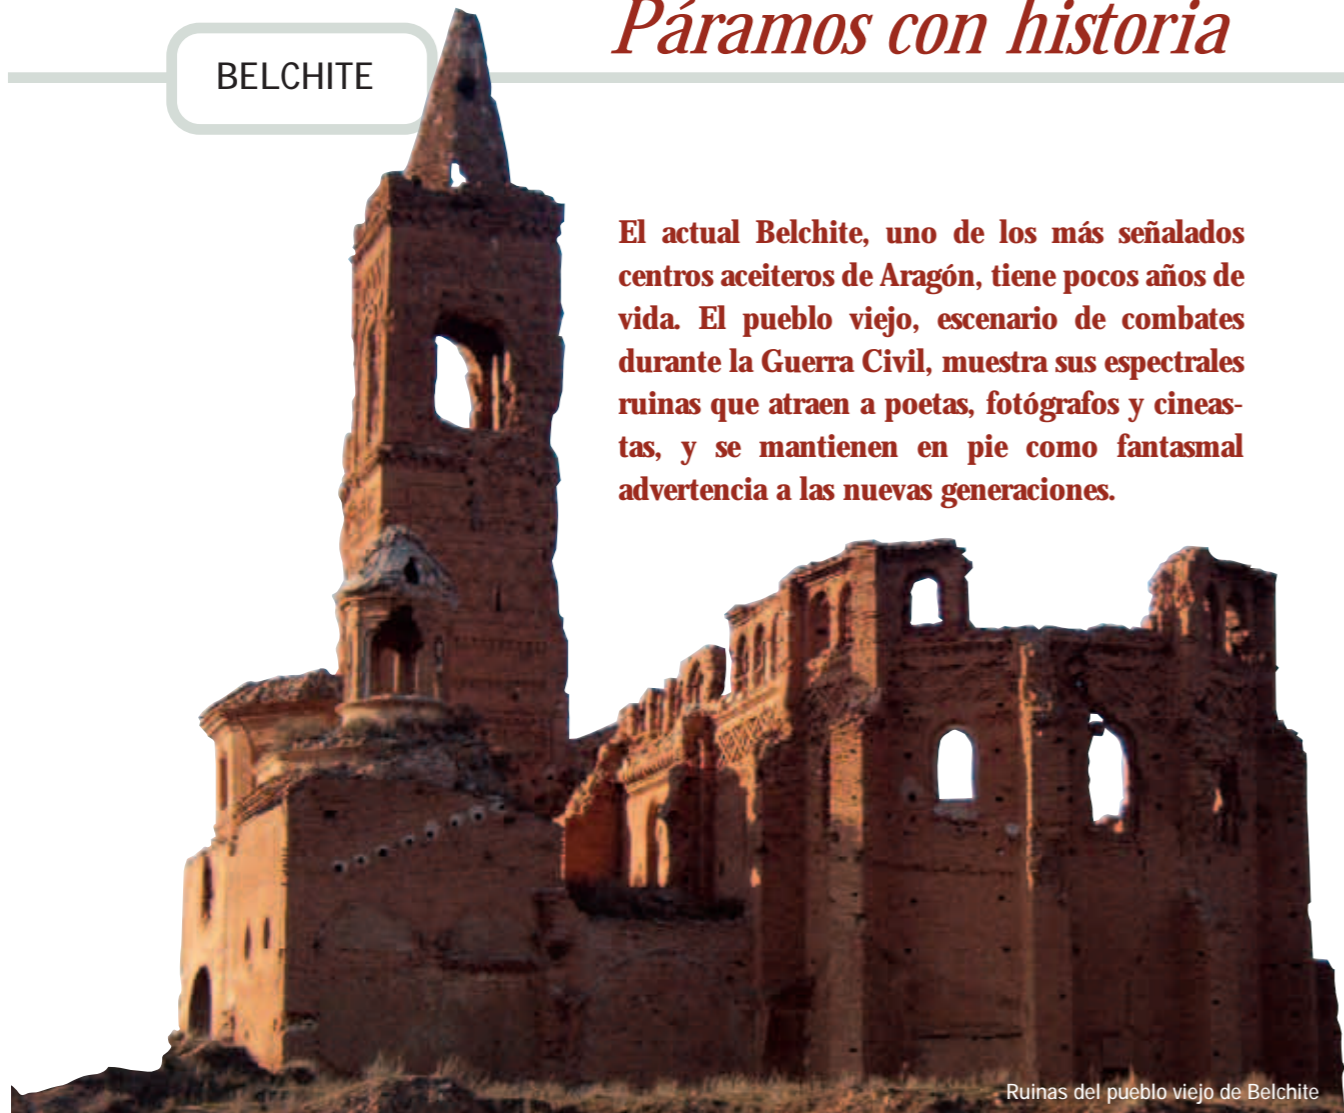 Páramos con historia
BELCHITE
El actual Belchite, uno de los más señalados
centros aceiteros de Aragón, tiene pocos años de
vida. El pueblo viejo, escenario de combates
durante la Guerra Civil, muestra sus espectrales
ruinas que atraen a poetas, fotógrafos y cineas-
tas, y se mantienen en pie como fantasmal
advertencia a las nuevas generaciones.
Ruinas del pueblo viejo de Belchite